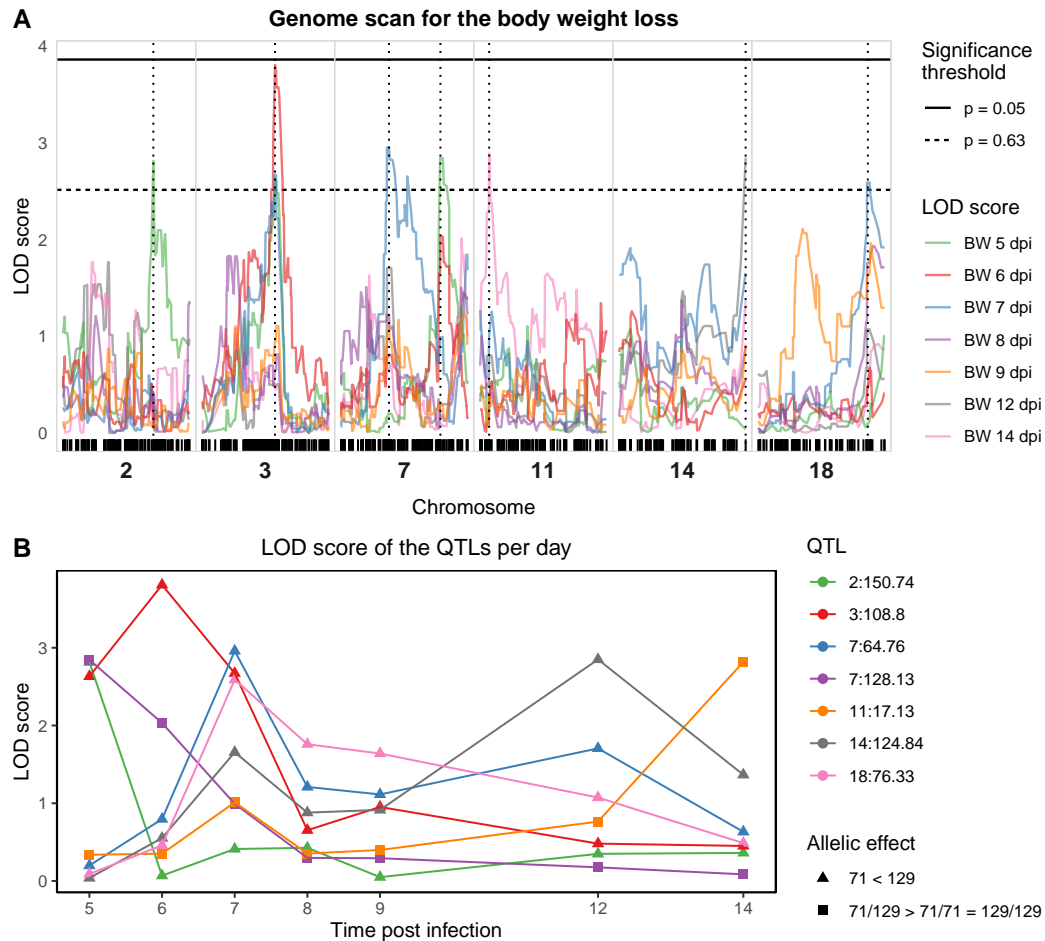 A
Genome scan for the body weight loss
LOD score
4
3
2
1
0
2
3
7
11
14
18
Chromosome
Significance
threshold
p = 0.05
p = 0.63
LOD score
BW 5 dpi
BW 6 dpi
BW 7 dpi
BW 8 dpi
BW 9 dpi
BW 12 dpi
BW 14 dpi
B
LOD score of the QTLs per day
LOD score
3
2
1
0
5
6
7
8
9
12
14
Time post infection
QTL
2:150.74
3:108.8
7:64.76
7:128.13
11:17.13
14:124.84
18:76.33
Allelic effect
71 < 129
71/129 > 71/71 = 129/129